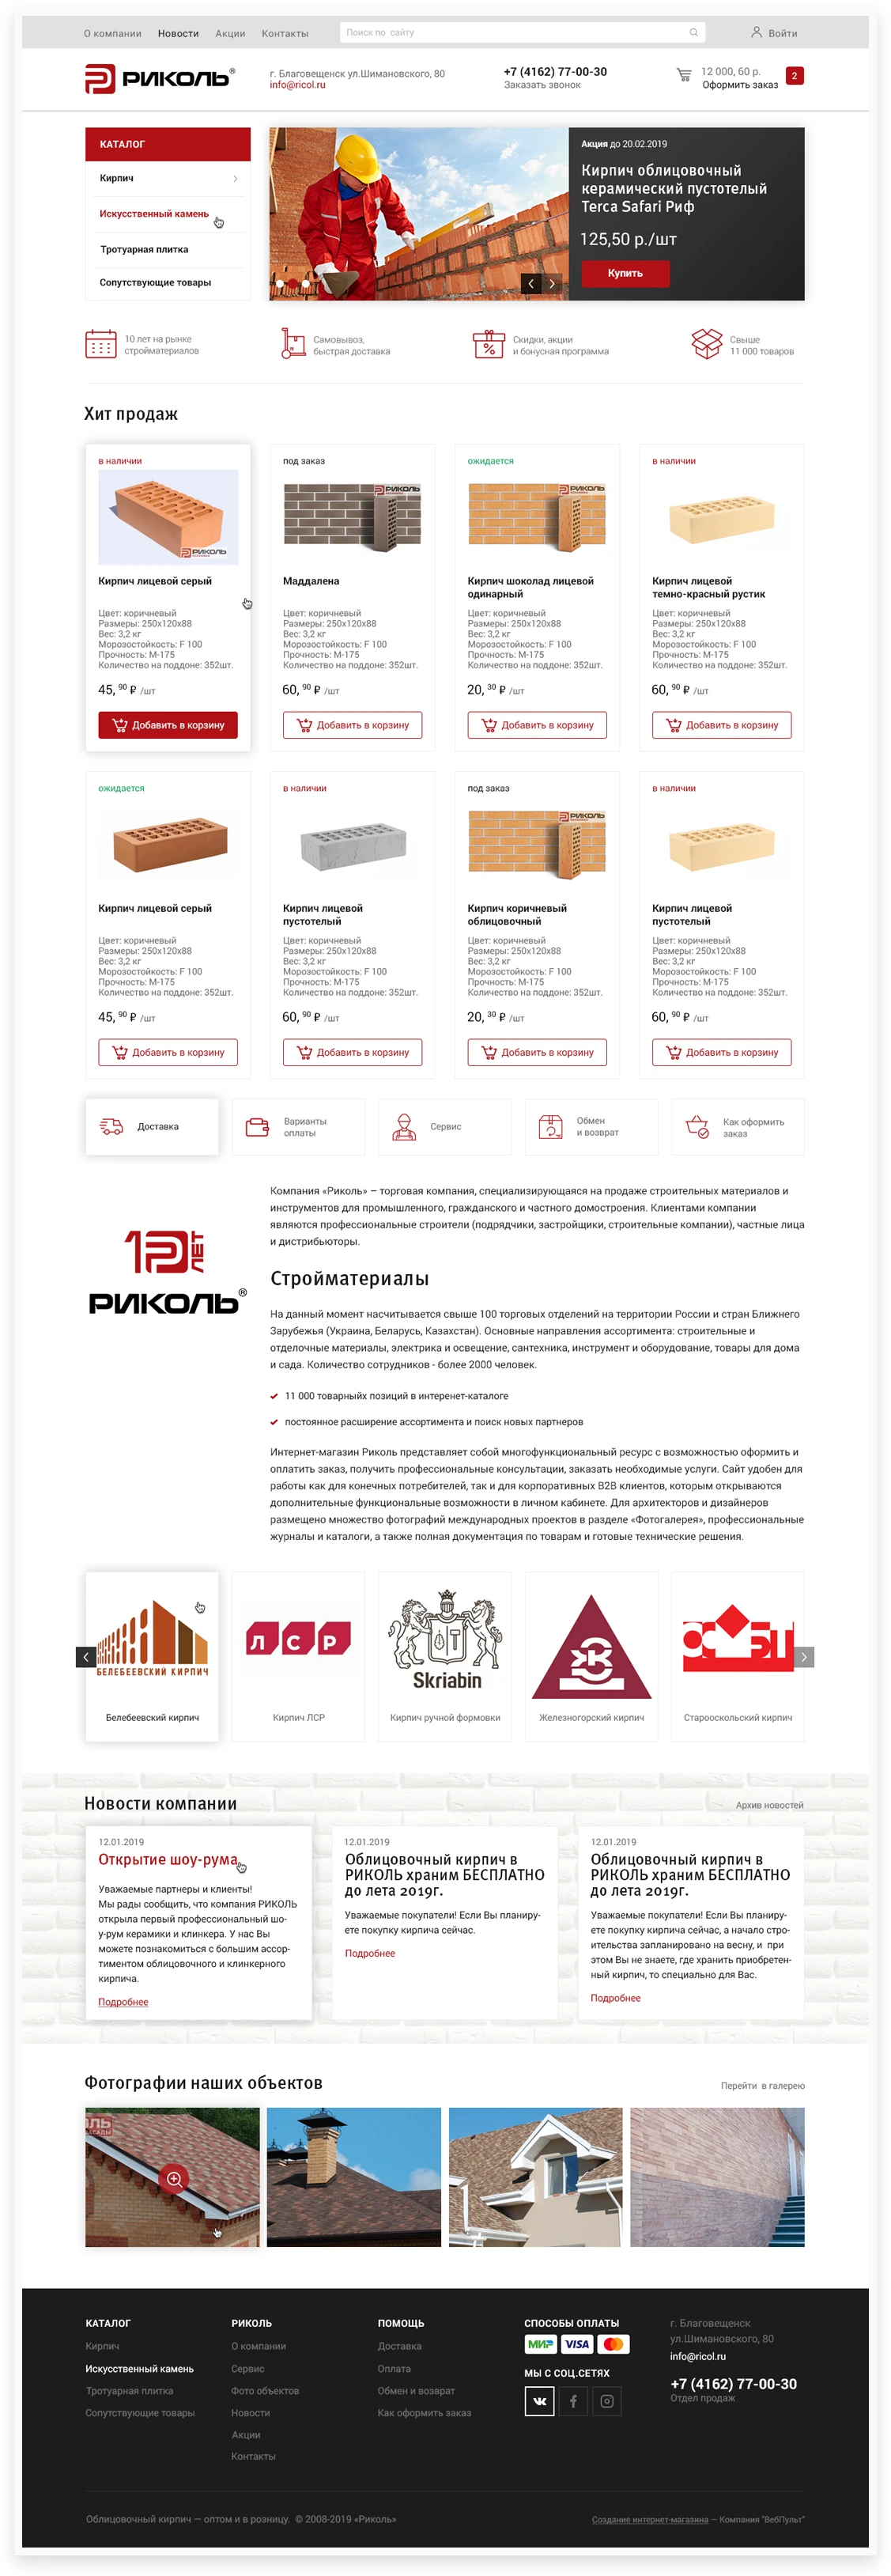 О компании Новости Акции Контакты Поиск по сайту Войти
РИКОЛЬ®
г. Благовещенск ул.Шимановского, 80
info@ricol.ru
+7 (4162) 77-00-30
Заказать звонок
12 000, 60 р.
Оформить заказ
2
КАТАЛОГ
Кирпич
Искусственный камень
Тротуарная плитка
Сопутствующие товары
Акция до 20.02.2019
Кирпич облицовочный
керамический пустотелый
Terca Safari Риф
125,50 р./шт
Купить
10 лет на рынке
стройматериалов
Самовывоз,
быстрая доставка
Скидки, акции
и бонусная программа
Свыше
11 000 товаров
Хит продаж
в наличии
РИКОЛЬ
Кирпич лицевой серый
Цвет: коричневый
Размеры: 250х120х88
Вес: 3,2 кг
Морозостойкость: F 100
Прочность: М-175
Количество на поддоне: 352шт.
45, 90 ₽ /шт
Добавить в корзину
под заказ
РИКОЛЬ
Маддалена
Цвет: коричневый
Размеры: 250х120х88
Вес: 3,2 кг
Морозостойкость: F 100
Прочность: М-175
Количество на поддоне: 352шт.
60, 90 ₽ /шт
Добавить в корзину
ожидается
РИКОЛЬ
Кирпич шоколад лицевой
одинарный
Цвет: коричневый
Размеры: 250х120х88
Вес: 3,2 кг
Морозостойкость: F 100
Прочность: М-175
Количество на поддоне: 352шт.
20, 30 ₽ /шт
Добавить в корзину
в наличии
Кирпич лицевой
темно-красный рустик
Цвет: коричневый
Размеры: 250х120х88
Вес: 3,2 кг
Морозостойкость: F 100
Прочность: М-175
Количество на поддоне: 352шт.
60, 90 ₽ /шт
Добавить в корзину
ожидается
Кирпич лицевой серый
Цвет: коричневый
Размеры: 250х120х88
Вес: 3,2 кг
Морозостойкость: F 100
Прочность: М-175
Количество на поддоне: 352шт.
45, 90 ₽ /шт
Добавить в корзину
в наличии
Кирпич лицевой
пустотелый
Цвет: коричневый
Размеры: 250х120х88
Вес: 3,2 кг
Морозостойкость: F 100
Прочность: М-175
Количество на поддоне: 352шт.
60, 90 ₽ /шт
Добавить в корзину
под заказ
РИКОЛЬ
Кирпич коричневый
облицовочный
Цвет: коричневый
Размеры: 250х120х88
Вес: 3,2 кг
Морозостойкость: F 100
Прочность: М-175
Количество на поддоне: 352шт.
20, 30 ₽ /шт
Добавить в корзину
в наличии
Кирпич лицевой
пустотелый
Цвет: коричневый
Размеры: 250х120х88
Вес: 3,2 кг
Морозостойкость: F 100
Прочность: М-175
Количество на поддоне: 352шт.
60, 90 ₽ /шт
Добавить в корзину
Доставка
Варианты
оплаты
Сервис
Обмен
и возврат
Как оформить
заказ
10 ЛЕТ
РИКОЛЬ®
Компания «Риколь» – торговая компания, специализирующаяся на продаже строительных материалов и
инструментов для промышленного, гражданского и частного домостроения. Клиентами компании
являются профессиональные строители (подрядчики, застройщики, строительные компании), частные лица
и дистрибьюторы.
Стройматериалы
На данный момент насчитывается свыше 100 торговых отделений на территории России и стран Ближнего
Зарубежья (Украина, Беларусь, Казахстан). Основные направления ассортимента: строительные и
отделочные материалы, электрика и освещение, сантехника, инструмент и оборудование, товары для дома
и сада. Количество сотрудников - более 2000 человек.
11 000 товарныйх позиций в интеренет-каталоге
постоянное расширение ассортимента и поиск новых партнеров
Интернет-магазин Риколь представляет собой многофункциональный ресурс с возможностью оформить и
оплатить заказ, получить профессиональные консультации, заказать необходимые услуги. Сайт удобен для
работы как для конечных потребителей, так и для корпоративных B2B клиентов, которым открываются
дополнительные функциональные возможности в личном кабинете. Для архитекторов и дизайнеров
размещено множество фотографий международных проектов в разделе «Фотогалерея», профессиональные
журналы и каталоги, а также полная документация по товарам и готовые технические решения.
БЕЛЕБЕЕВСКИЙ КИРПИЧ
Белебеевский кирпич
ЛСР
Кирпич ЛСР
Skriabin
Кирпич ручной формовки
Железногорский кирпич
Старооскольский кирпич
Новости компании
Архив новостей
12.01.2019
Открытие шоу-рума
Уважаемые партнеры и клиенты!
Мы рады сообщить, что компания РИКОЛЬ
открыла первый профессиональный шо-
у-рум керамики и клинкера. У нас Вы
можете познакомиться с большим ассор-
тиментом облицовочного и клинкерного
кирпича.
Подробнее
12.01.2019
Облицовочный кирпич в
РИКОЛЬ храним БЕСПЛАТНО
до лета 2019г.
Уважаемые покупатели! Если Вы планиру-
ете покупку кирпича сейчас.
Подробнее
12.01.2019
Облицовочный кирпич в
РИКОЛЬ храним БЕСПЛАТНО
до лета 2019г.
Уважаемые покупатели! Если Вы планиру-
ете покупку кирпича сейчас, а начало стро-
ительства запланировано на весну, и при
этом Вы не знаете, где хранить приобретен-
ный кирпич, то специально для Вас.
Подробнее
Фотографии наших объектов
Перейти в галерею
КАТАЛОГ
Кирпич
Искусственный камень
Тротуарная плитка
Сопутствующие товары
РИКОЛЬ
О компании
Сервис
Фото объектов
Новости
Акции
Контакты
ПОМОЩЬ
Доставка
Оплата
Обмен и возврат
Как оформить заказ
СПОСОБЫ ОПЛАТЫ
МИР VISA MasterCard
МЫ В СОЦ.СЕТЯХ
г. Благовещенск
ул.Шимановского, 80
info@ricol.ru
+7 (4162) 77-00-30
Отдел продаж
Облицовочный кирпич — оптом и в розницу. © 2008-2019 «Риколь»
Создание интернет-магазина — Компания "ВебПульт"